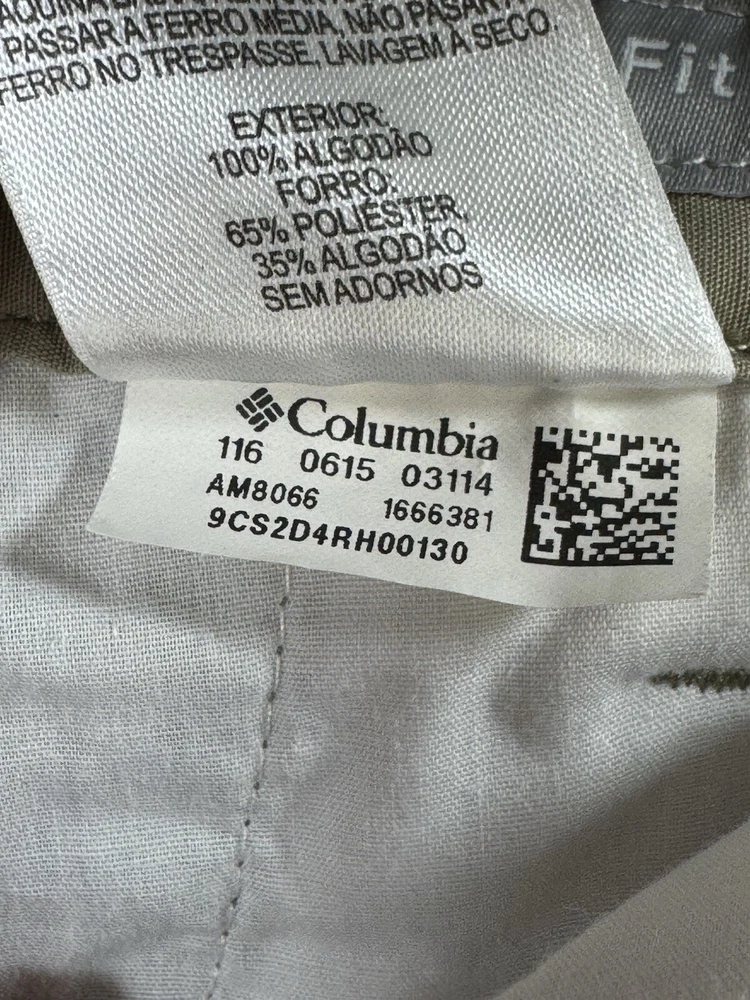 PASSAR A FERRO MÉDIA, NÃO PASSAR
FERRO NO TRESPASSE, LAVAGEM A SECO.
Fit
EXTERIOR:
100% ALGODÃO
FORRO:
65% POLIÉSTER,
35% ALGODÃO
SEM ADORNOS
Columbia
116 0615 03114
AM8066 1666381
9CS2D4RH00130